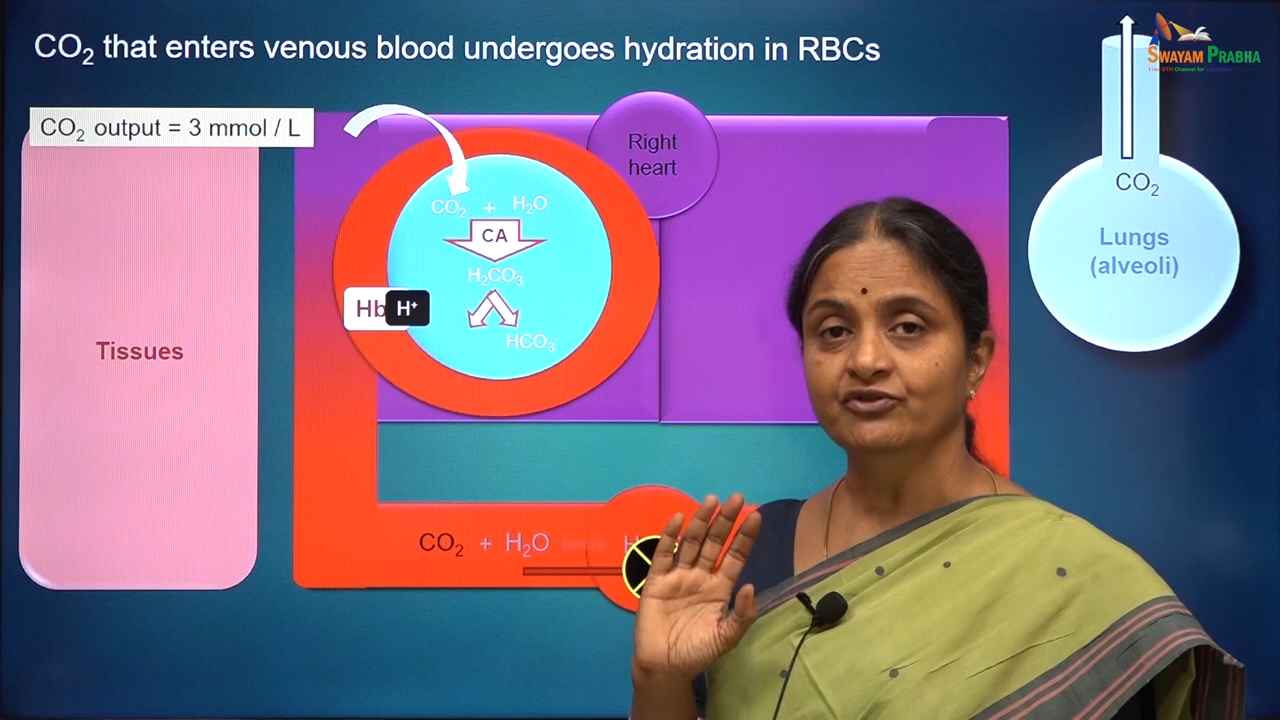 CO₂ that enters venous blood undergoes hydration in RBCs
SWAYAM PRABHA
CO₂ output = 3 mmol / L
Right
heart
CO₂ + H₂O
CA
H₂CO₃
Hb
H⁺
HCO₃
CO₂
Lungs
(alveoli)
Tissues
CO₂ + H₂O